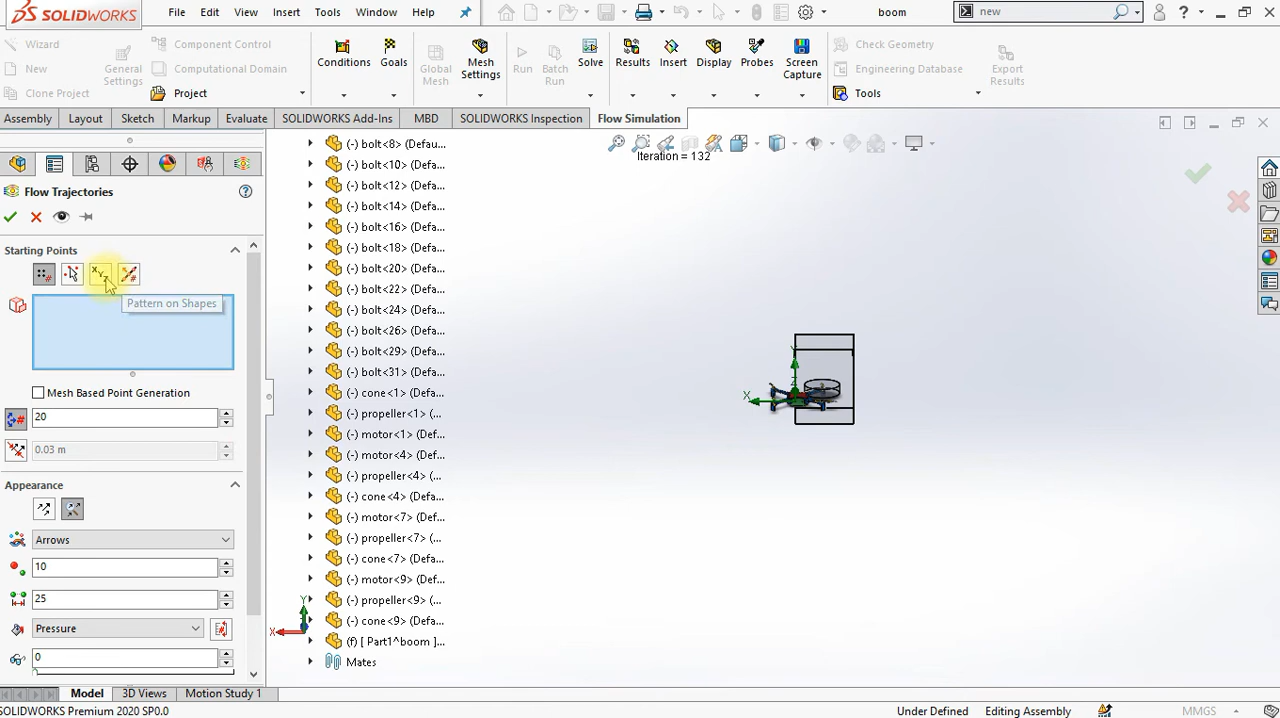 SOLIDWORKS File Edit View Insert Tools Window Help boom new ?
Wizard Component Control Check Geometry
New General Settings Computational Domain Conditions Goals Global Mesh Mesh Settings Run Batch Run Solve Results Insert Display Probes Screen Capture Engineering Database Export Results
Clone Project Project Tools
Assembly Layout Sketch Markup Evaluate SOLIDWORKS Add-Ins MBD SOLIDWORKS Inspection Flow Simulation
Iteration = 132
Flow Trajectories
Starting Points
Pattern on Shapes
Mesh Based Point Generation
20
0.03 m
Appearance
Arrows
10
25
Pressure
0
(-) bolt<8> (Defau...
(-) bolt<10> (Defa...
(-) bolt<12> (Defa...
(-) bolt<14> (Defa...
(-) bolt<16> (Defa...
(-) bolt<18> (Defa...
(-) bolt<20> (Defa...
(-) bolt<22> (Defa...
(-) bolt<24> (Defa...
(-) bolt<26> (Defa...
(-) bolt<29> (Defa...
(-) bolt<31> (Defa...
(-) cone<1> (Defa...
(-) propeller<1> (...
(-) motor<1> (Def...
(-) motor<4> (Def...
(-) propeller<4> (...
(-) cone<4> (Defa...
(-) motor<7> (Def...
(-) propeller<7> (...
(-) cone<7> (Defa...
(-) motor<9> (Def...
(-) propeller<9> (...
(-) cone<9> (Defa...
(f) [ Part1^boom ]...
Mates
Y
X
Z
Y
X
Model 3D Views Motion Study 1
SOLIDWORKS Premium 2020 SP0.0 Under Defined Editing Assembly MMGS